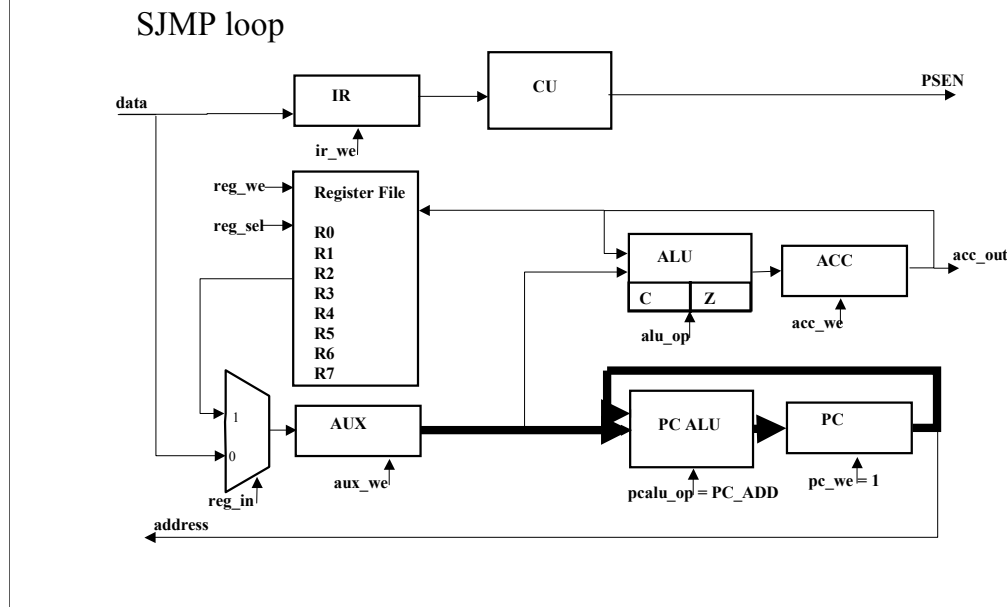 SJMP loop
PSEN
CU
IR
data
ir_we
reg_we
Register File
reg_sel
R0
R1
R2
R3
R4
R5
R6
R7
ALU
ACC
acc_out
C
Z
acc_we
alu_op
1
AUX
PC ALU
PC
0
aux_we
pc_we = 1
reg_in
pcalu_op = PC_ADD
address